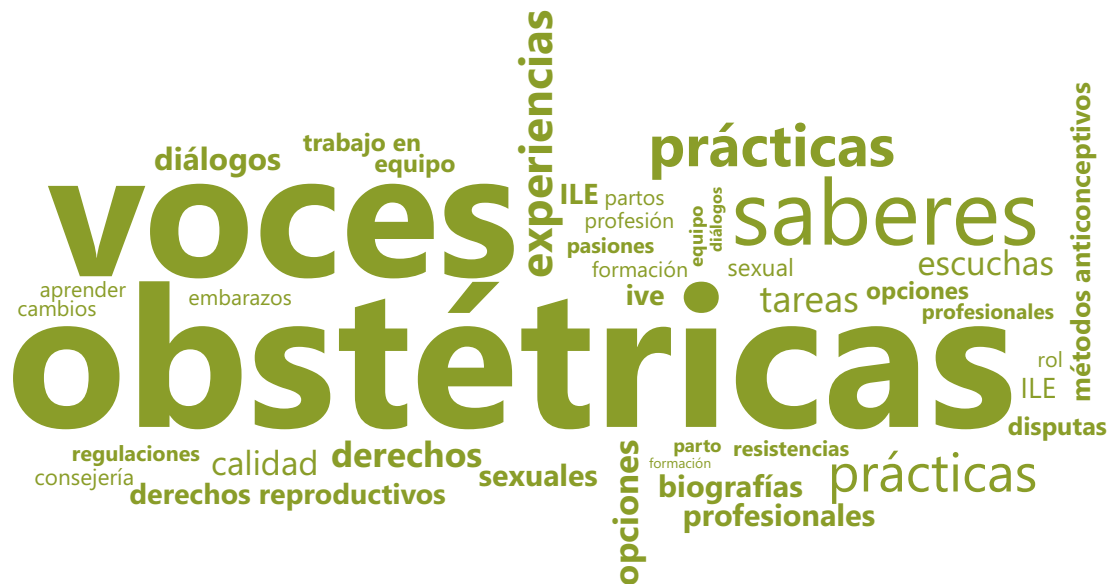 experiencias
métodos anticonceptivos
prácticas
trabajo en
equipo
diálogos
voces
ILE
partos
profesión
pasiones
formación
equipo
diálogos
sexual
saberes
escuchas
aprender
cambios
embarazos
ive
tareas
opciones
profesionales
obstétricas
rol
ILE
disputas
regulaciones
consejería
calidad
derechos
derechos reproductivos
sexuales
opciones
parto
formación
resistencias
biografías
profesionales
prácticas